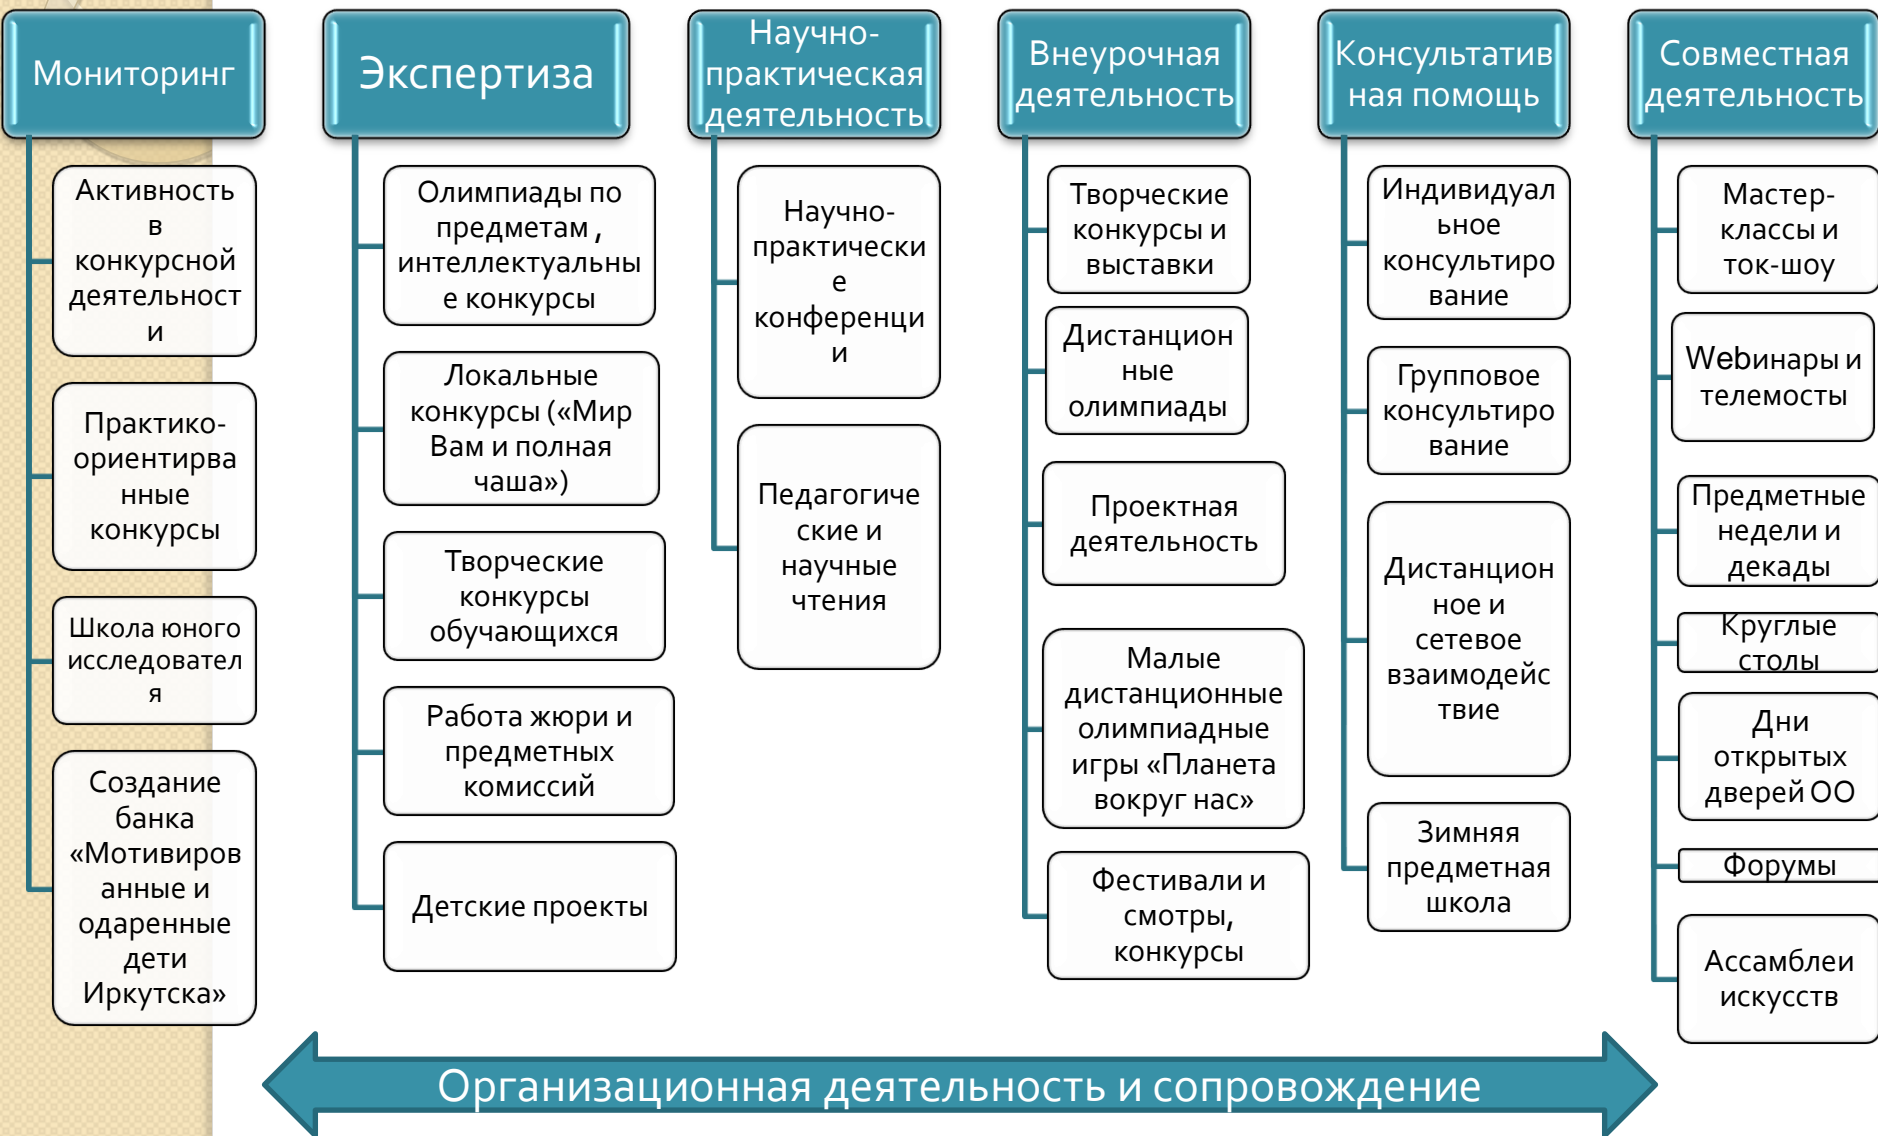 Мониторинг
Активность
в
конкурсной
деятельност
и
Практико-
ориентирва
нные
конкурсы
Школа юного
исследовател
я
Создание
банка
«Мотивиров
анные и
одаренные
дети
Иркутска»
Экспертиза
Олимпиады по
предметам ,
интеллектуальны
е конкурсы
Локальные
конкурсы («Мир
Вам и полная
чаша»)
Творческие
конкурсы
обучающихся
Работа жюри и
предметных
комиссий
Детские проекты
Научно-
практическая
деятельность
Научно-
практически
е
конференци
и
Педагогиче
ские и
научные
чтения
Внеурочная
деятельность
Творческие
конкурсы и
выставки
Дистанцион
ные
олимпиады
Проектная
деятельность
Малые
дистанционные
олимпиадные
игры «Планета
вокруг нас»
Фестивали и
смотры,
конкурсы
Консультатив
ная помощь
Индивидуал
ьное
консультиро
вание
Групповое
консультиро
вание
Дистанцион
ное и
сетевое
взаимодейс
твие
Зимняя
предметная
школа
Совместная
деятельность
Мастер-
классы и
ток-шоу
Webинары и
телемосты
Предметные
недели и
декады
Круглые
столы
Дни
открытых
дверей ОО
Форумы
Ассамблеи
искусств
Организационная деятельность и сопровождение